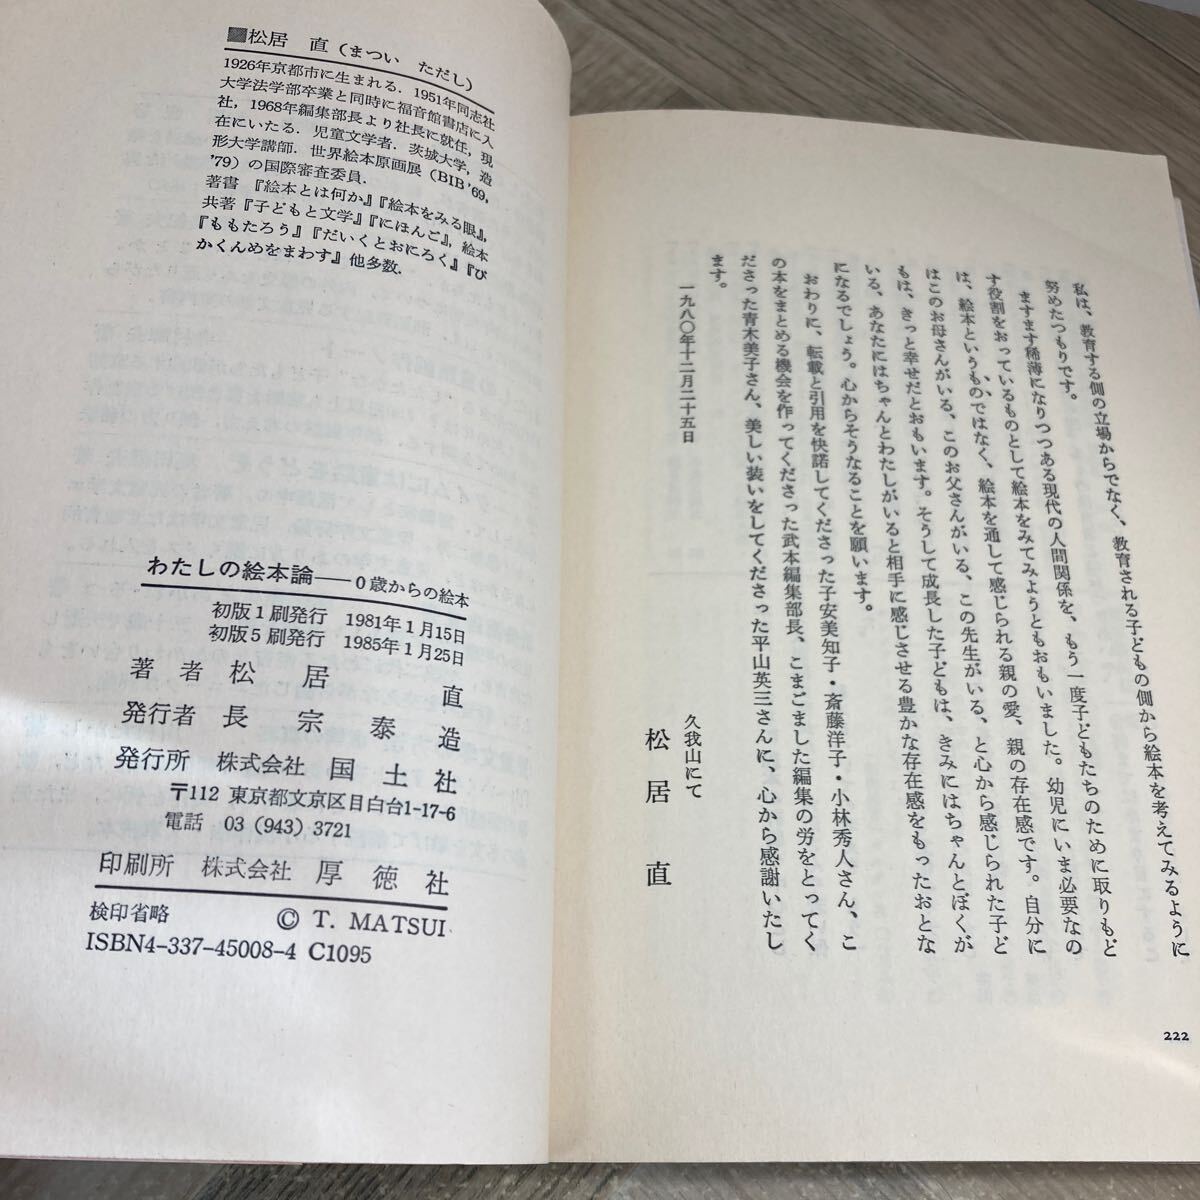 私は、教育する側の立場からでなく、教育される子どもの側から絵本を考えてみるように
努めたつもりです。
ますます稀薄になりつつある現代の人間関係を、もう一度子どもたちのために取りもど
す役割をおっているものとして絵本をみてみようともおもいました。幼児にいま必要なの
は、絵本というものではなく、絵本を通して感じられる親の愛、親の存在感です。自分に
はこのお母さんがいる、このお父さんがいる、この先生がいる、と心から感じられた子ど
もは、きっと幸せだとおもいます。そうして成長した子どもは、きみにはちゃんとぼくが
いる、あなたにはちゃんとわたしがいると相手に感じさせる豊かな存在感をもったおとな
になるでしょう。心からそうなることを願います。
おわりに、転載と引用を快諾してくださった子安美知子・斎藤洋子・小林秀人さん、こ
の本をまとめる機会を作ってくださった武本編集部長、こまごました編集の労をとってく
ださった青木美子さん、美しい装いをしてくださった平山英三さんに、心から感謝いたし
ます。
一九八〇年十二月二十五日
久我山にて
松居 直
222
松居 直(まつい ただし)
1926年京都市に生まれる. 1951年同志社
大学法学部卒業と同時に福音館書店に入
社, 1968年編集部長より社長に就任, 現
在にいたる. 児童文学者. 茨城大学, 造
形大学講師. 世界絵本原画展 (BIB '69,
'79) の国際審査委員.
著書 『絵本とは何か』『絵本をみる眼』,
共著『子どもと文学』『にほんご』, 絵本
『ももたろう』『だいくとおにろく』『ぴ
かくんめをまわす』他多数.
わたしの絵本論──0歳からの絵本
初版1刷発行 1981年1月15日
初版5刷発行 1985年1月25日
著者 松居 直
発行者 長宗泰造
発行所 株式会社 国土社
〒112 東京都文京区目白台1-17-6
電話 03 (943) 3721
印刷所 株式会社 厚徳社
© T. MATSUI
検印省略
ISBN4-337-45008-4 C1095